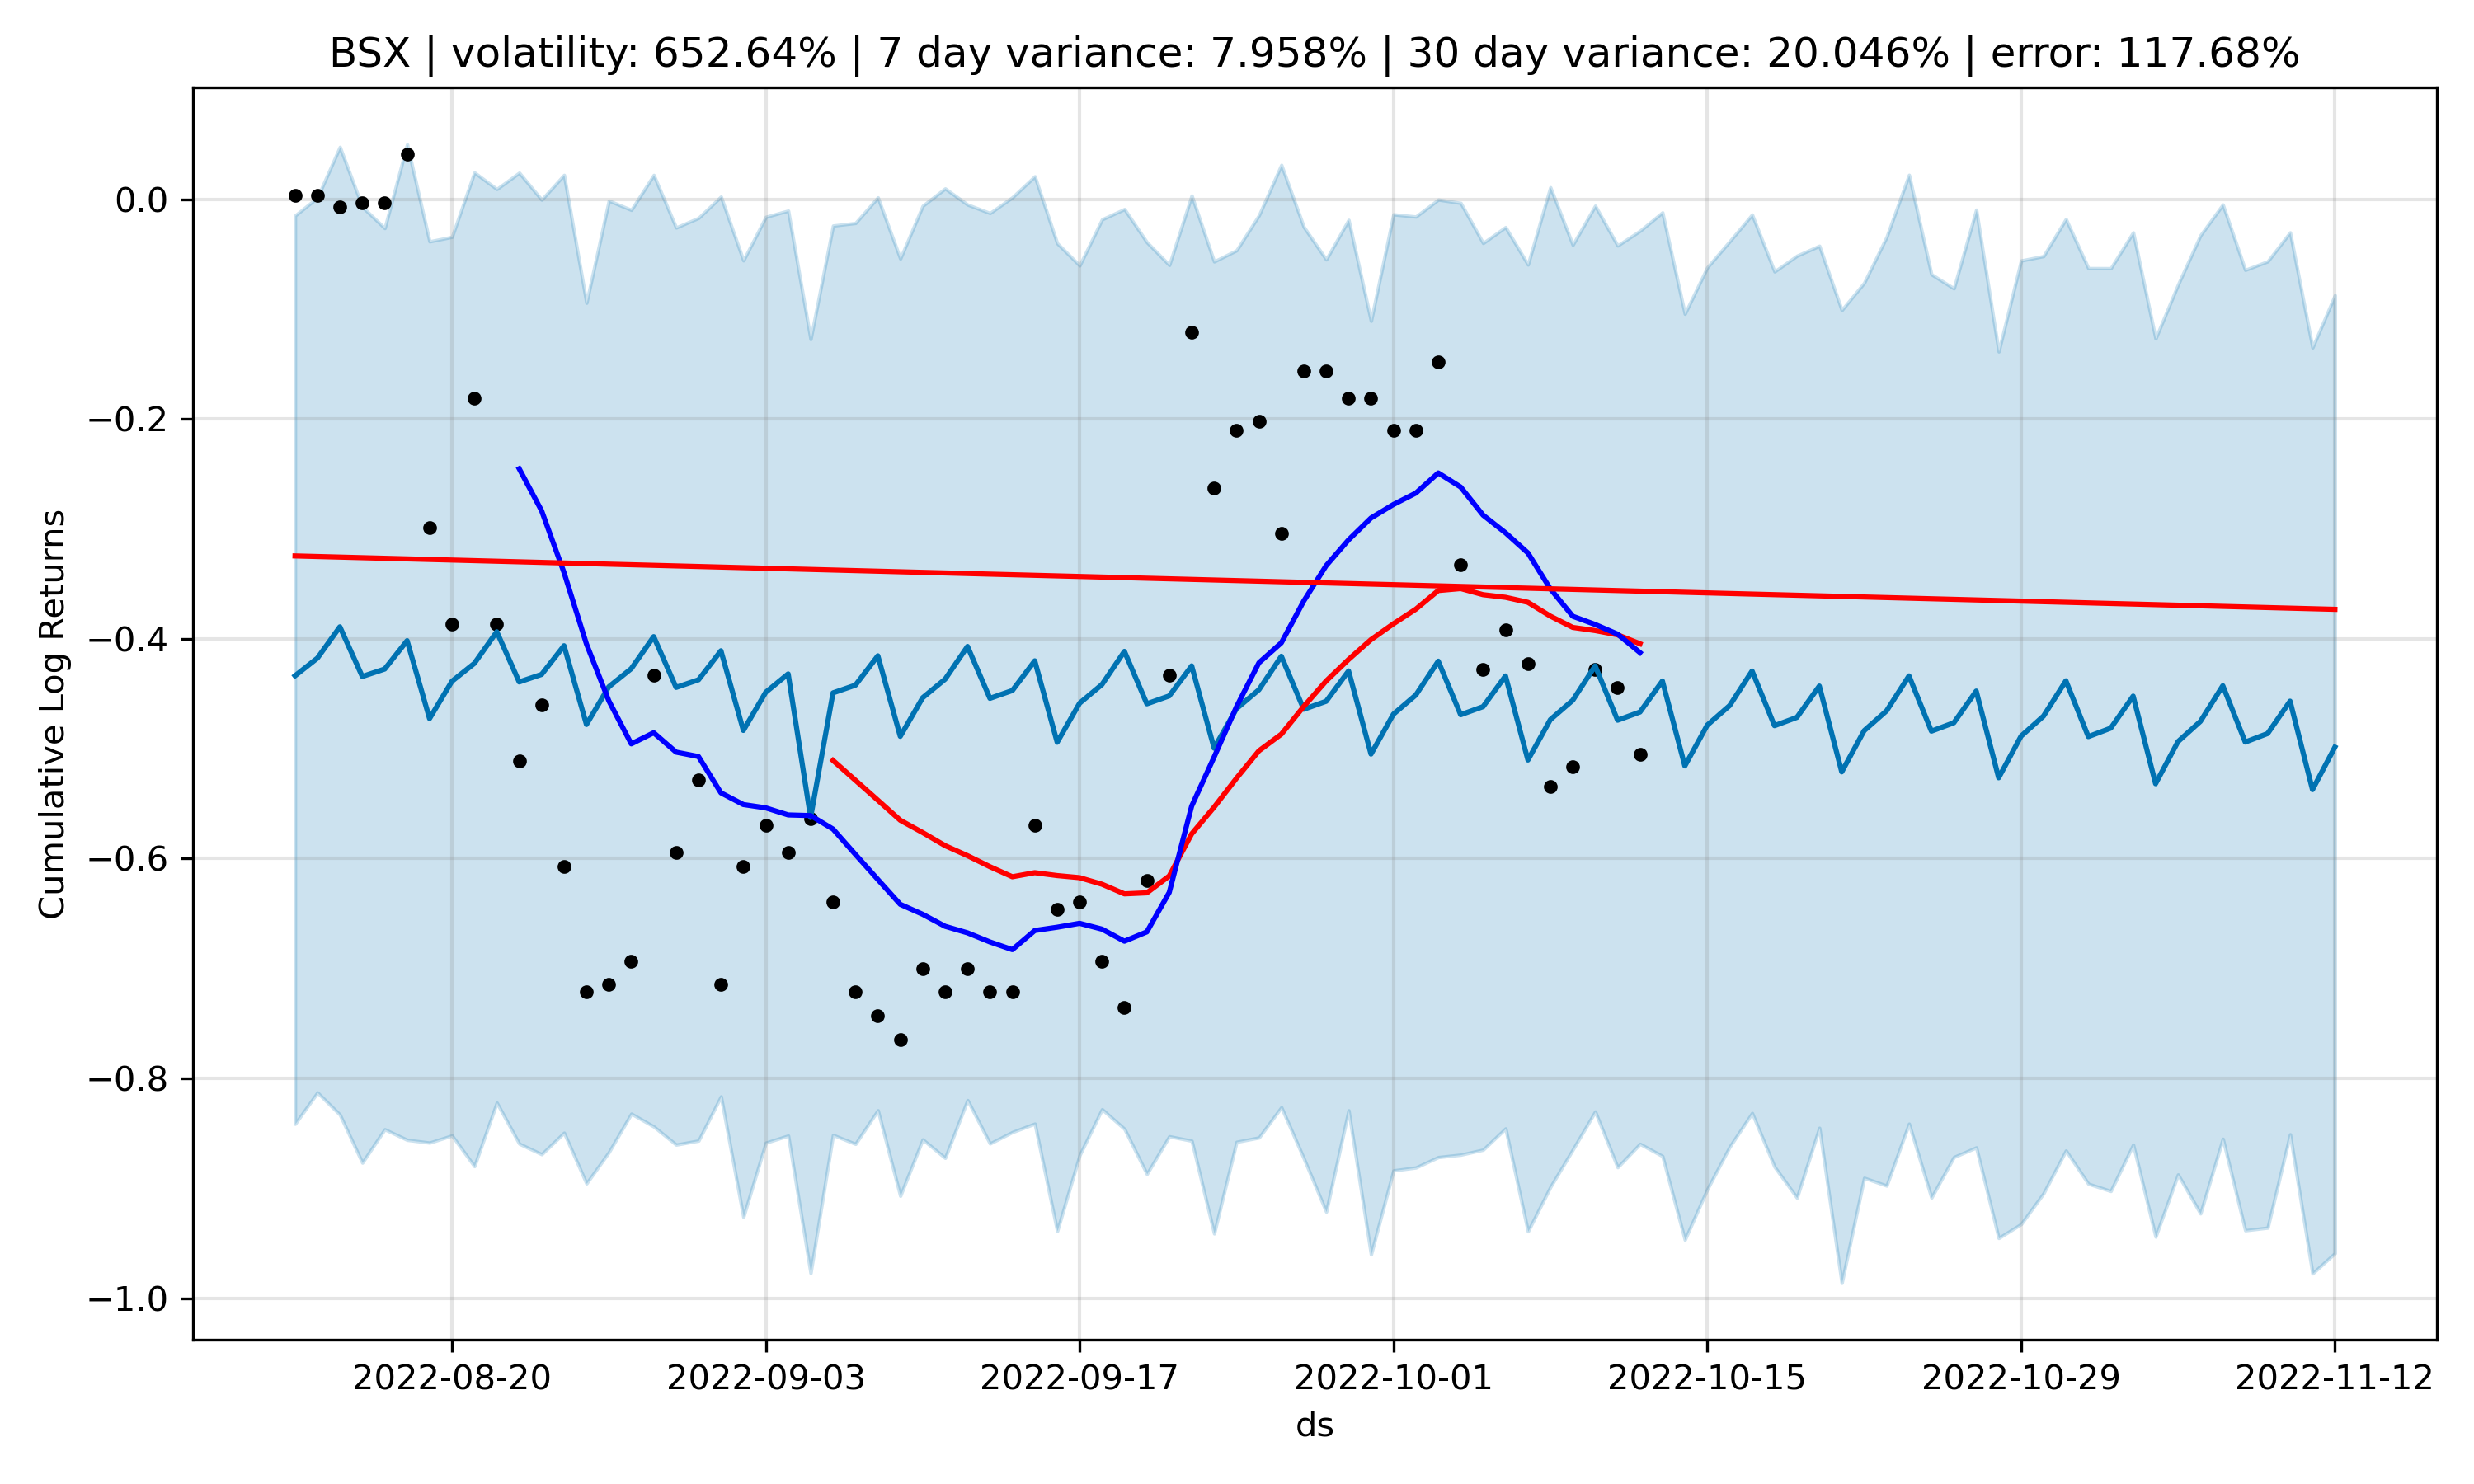 BSX | volatility: 652.64% | 7 day variance: 7.958% | 30 day variance: 20.046% | error: 117.68%
Cumulative Log Returns
0.0
−0.2
−0.4
−0.6
−0.8
−1.0
2022-08-20 2022-09-03 2022-09-17 2022-10-01 2022-10-15 2022-10-29 2022-11-12
ds